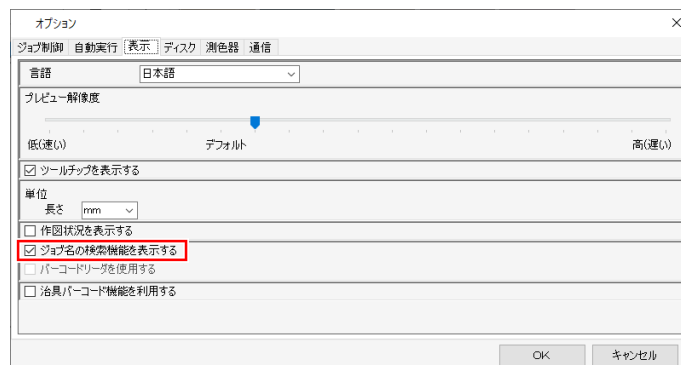 オプション
ジョブ制御 自動実行 表示 ディスク 測色器 通信
言語 日本語
プレビュー解像度
低(速い) デフォルト 高(遅い)
ツールチップを表示する
単位
長さ mm
作図状況を表示する
ジョブ名の検索機能を表示する
バーコードリーダを使用する
治具バーコード機能を利用する
OK キャンセル